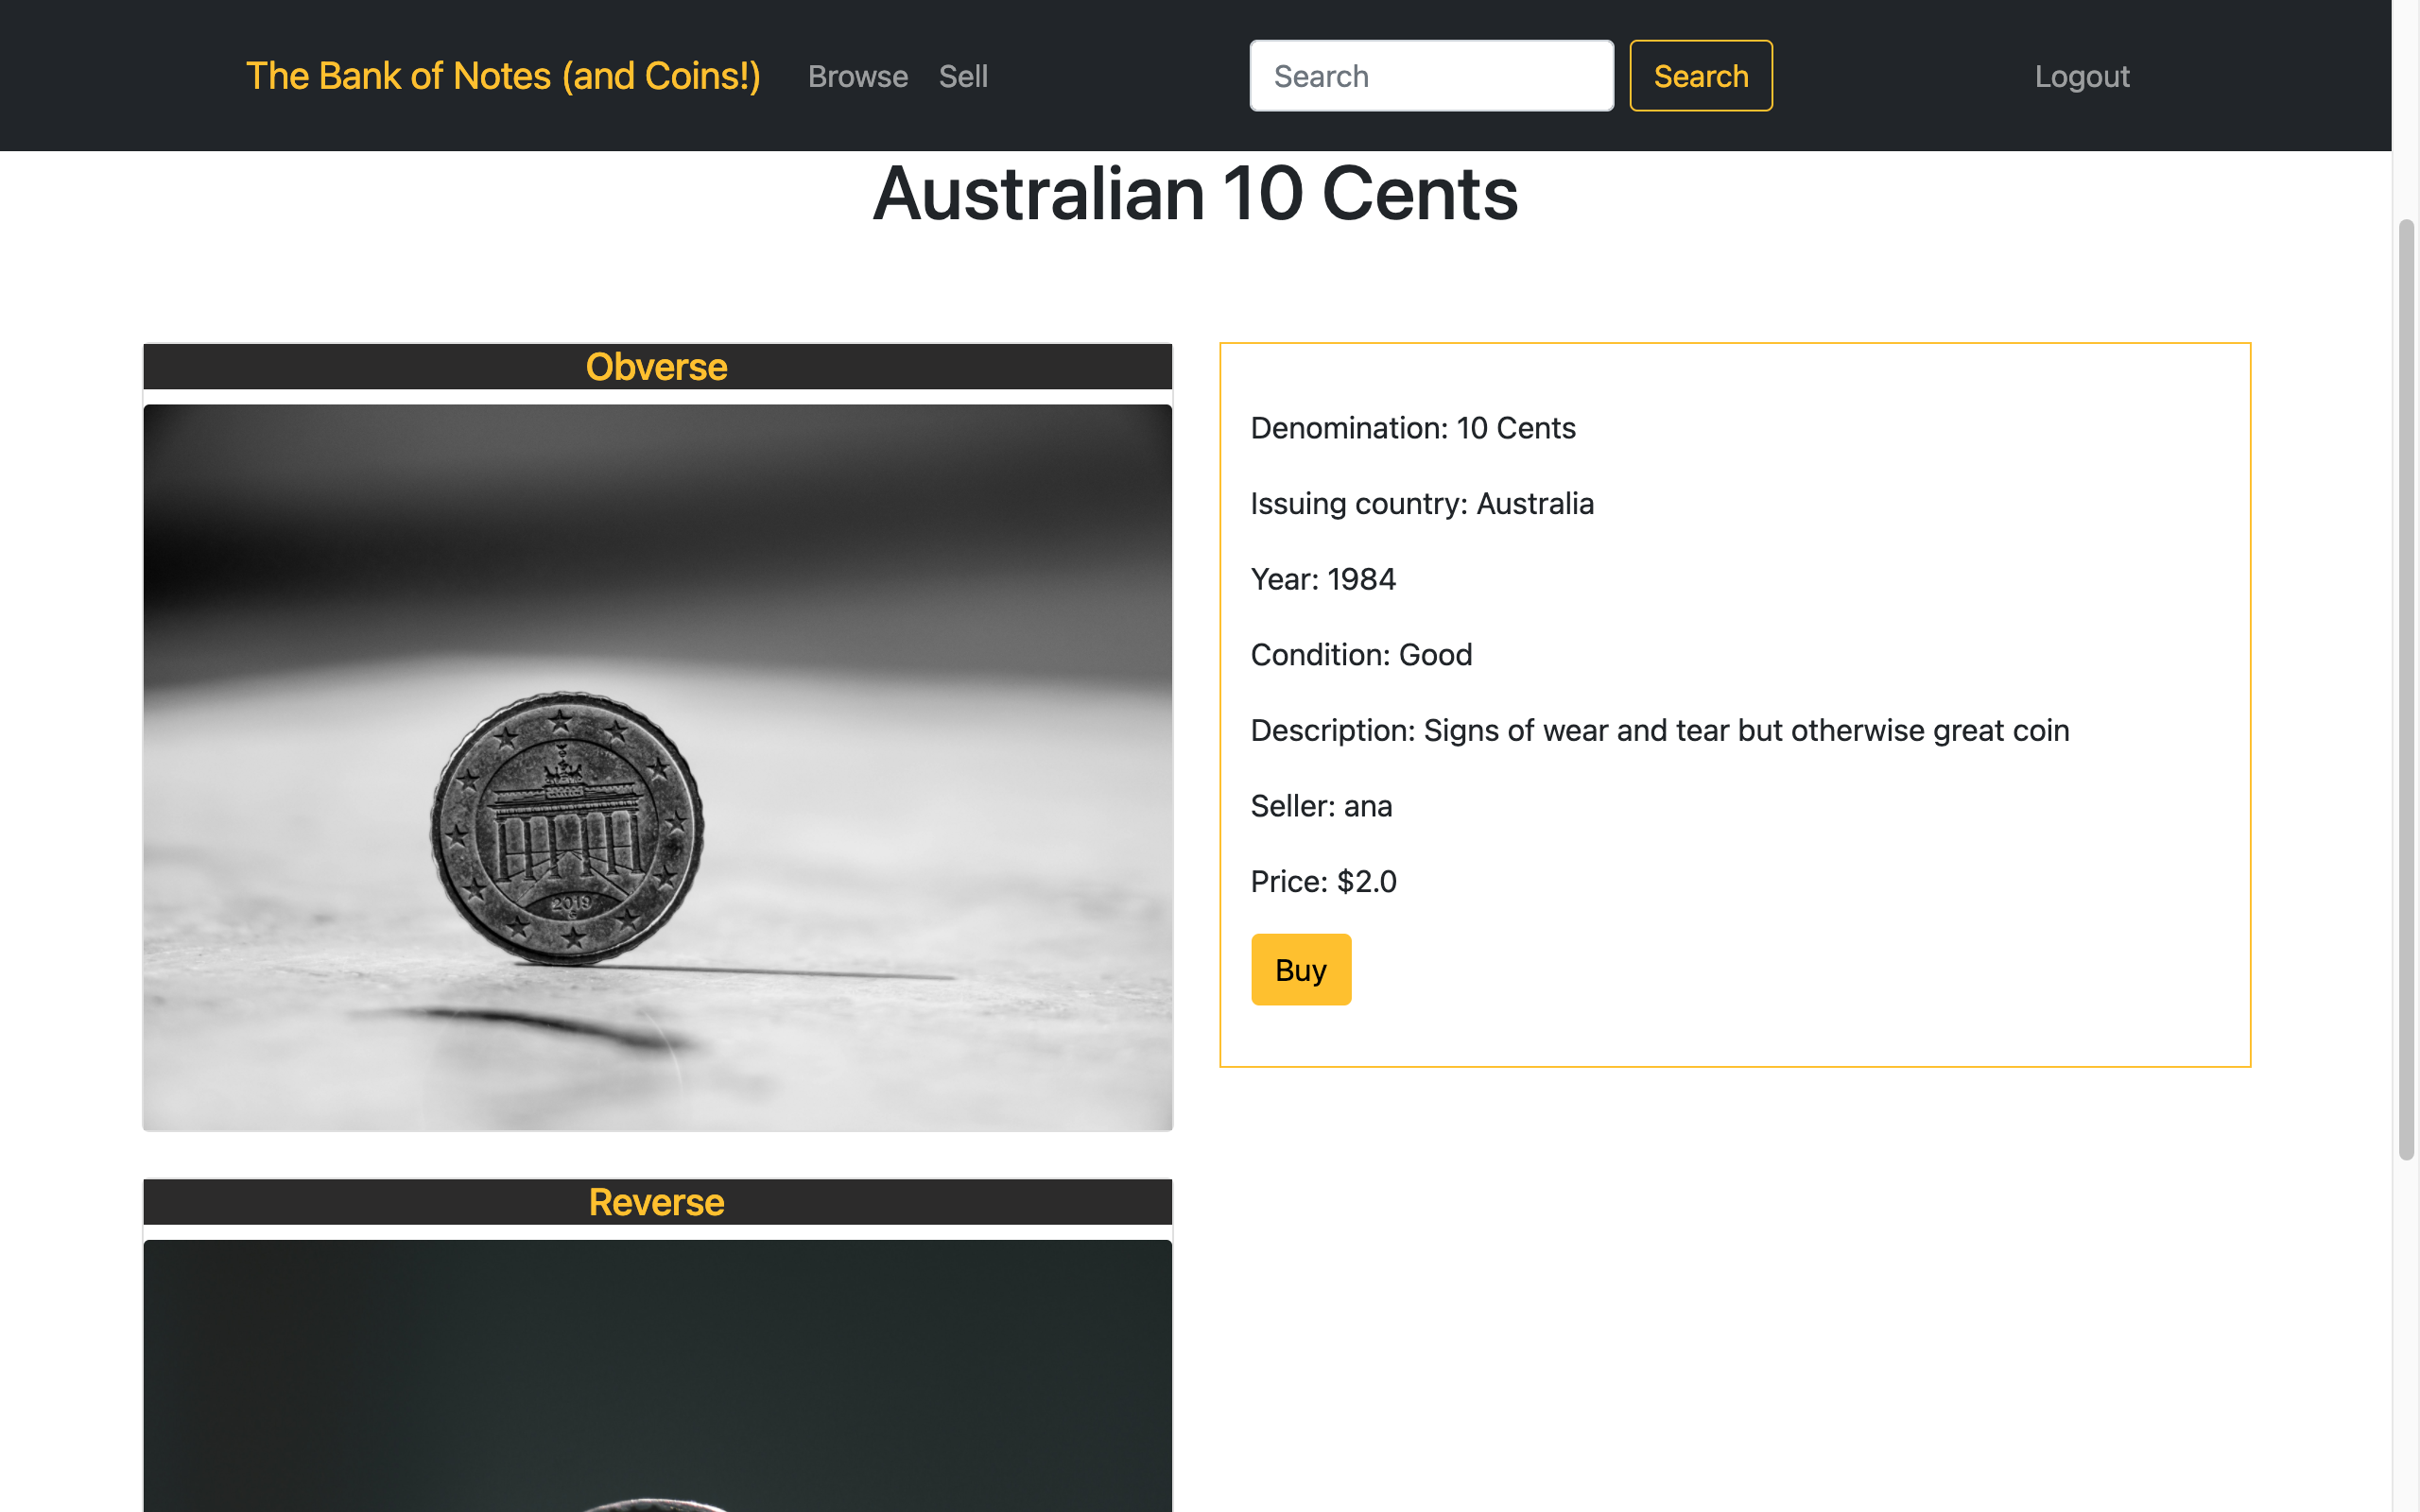 The Bank of Notes (and Coins!) Browse Sell Search Search Logout
Australian 10 Cents
Obverse
2019
Denomination: 10 Cents
Issuing country: Australia
Year: 1984
Condition: Good
Description: Signs of wear and tear but otherwise great coin
Seller: ana
Price: $2.0
Buy
Reverse